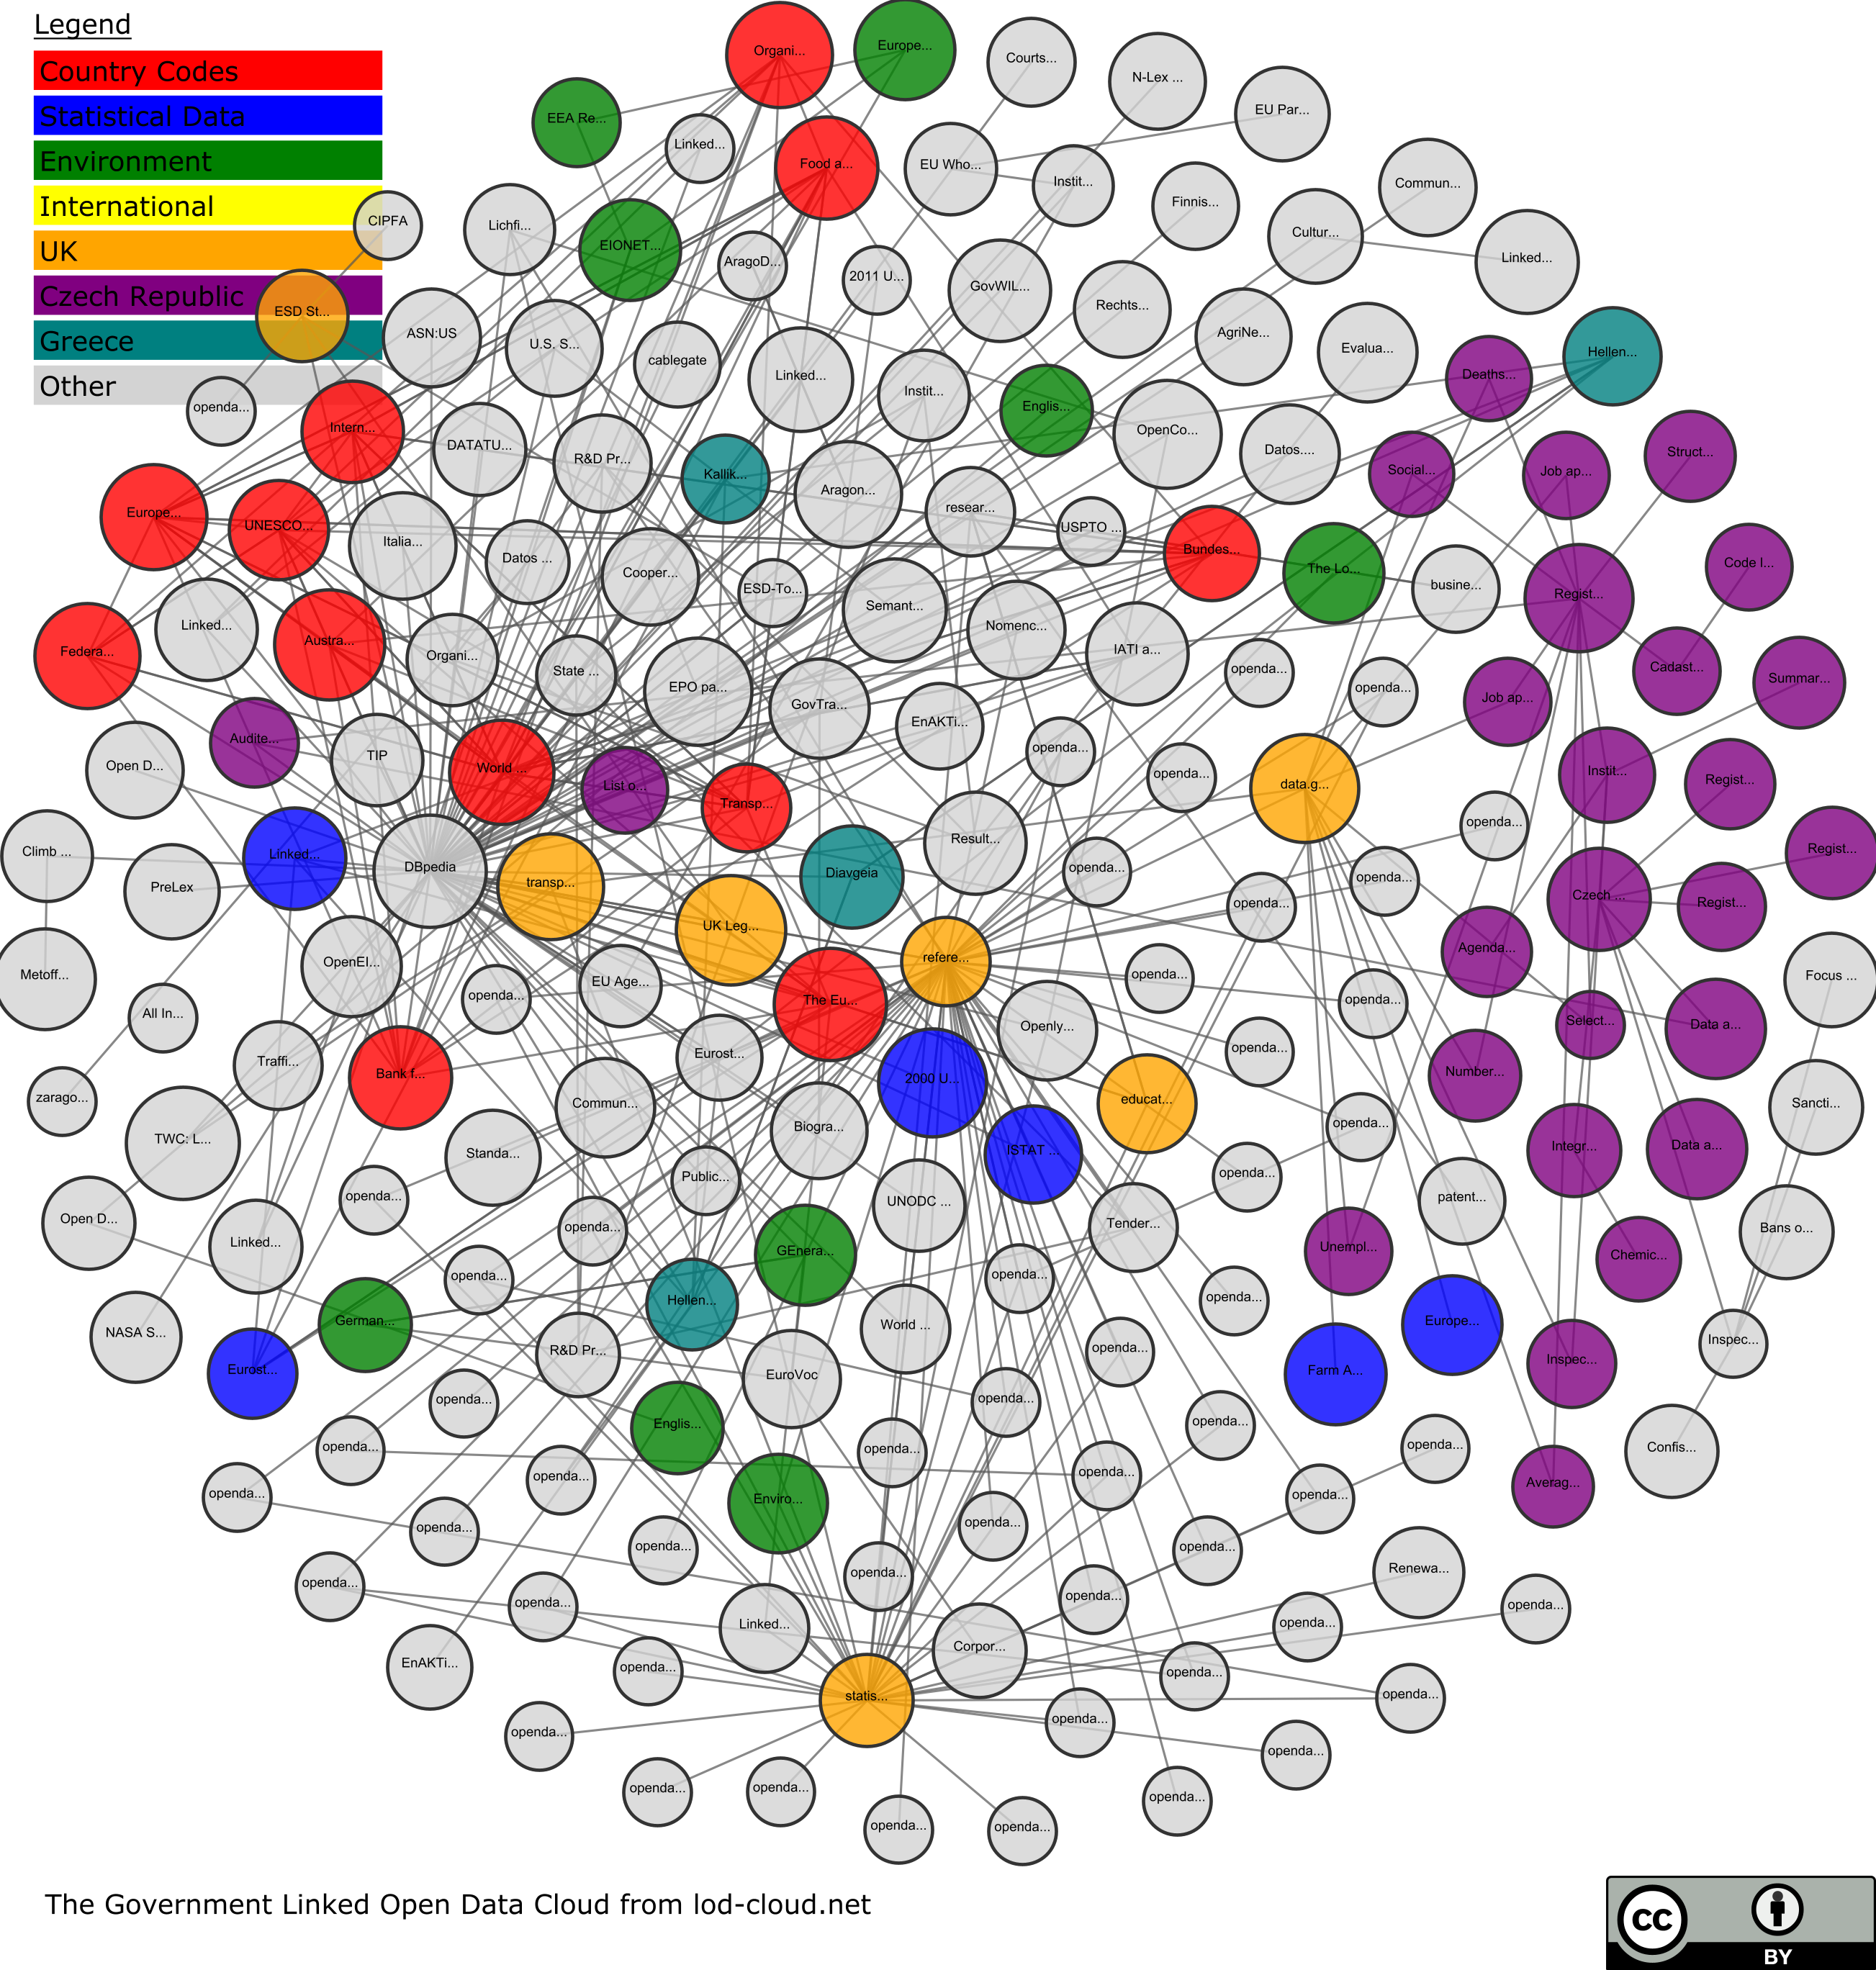 Legend
Country Codes
Statistical Data
Environment
International
UK
Czech Republic
Greece
Other
Organi...
Europe...
Courts...
N-Lex ...
EU Par...
EEA Re...
Linked...
Food a...
EU Who...
Instit...
Commun...
Finnis...
CIPFA
Lichfi...
EIONET...
AragoD...
2011 U...
GovWIL...
Cultur...
Linked...
ESD St...
ASN:US
U.S. S...
cablegate
Linked...
Rechts...
AgriNe...
Evalua...
Hellen...
Deaths...
openda...
Intern...
DATATU...
R&D Pr...
Kallik...
Instit...
Englis...
OpenCo...
Datos....
Social...
Job ap...
Struct...
Europe...
UNESCO...
Italia...
Datos ...
Cooper...
Aragon...
resear...
USPTO ...
Bundes...
The Lo...
busine...
Regist...
Code l...
Federa...
Linked...
Austra...
Organi...
State ...
ESD-To...
Semant...
Nomenc...
IATI a...
openda...
openda...
Job ap...
Cadast...
Summar...
Open D...
Audite...
TIP
World ...
EPO pa...
GovTra...
EnAKTi...
openda...
openda...
data.g...
Instit...
Regist...
List o...
Transp...
Climb ...
PreLex
Linked...
DBpedia
transp...
UK Leg...
Diavgeia
Result...
openda...
openda...
openda...
openda...
Czech ...
Regist...
Regist...
Metoff...
All In...
OpenEI...
openda...
EU Age...
The Eu...
refere...
Openly...
openda...
openda...
Agenda...
Select...
Data a...
Focus ...
zarago...
Traffi...
Bank f...
Eurost...
2000 U...
educat...
openda...
Number...
Sancti...
TWC: L...
Standa...
Commun...
Biogra...
ISTAT ...
openda...
openda...
Integr...
Data a...
Open D...
Linked...
openda...
openda...
Public...
UNODC ...
Tender...
patent...
Unempl...
Chemic...
Bans o...
NASA S...
Eurost...
German...
openda...
R&D Pr...
Hellen...
GEnera...
World ...
openda...
openda...
openda...
Farm A...
Europe...
Inspec...
Inspec...
openda...
openda...
openda...
openda...
Englis...
EuroVoc
Enviro...
openda...
openda...
openda...
openda...
openda...
openda...
Averag...
Confis...
openda...
openda...
openda...
openda...
openda...
openda...
openda...
openda...
Renewa...
openda...
openda...
EnAKTi...
openda...
Linked...
statis...
Corpor...
openda...
openda...
openda...
openda...
openda...
openda...
openda...
openda...
openda...
openda...
The Government Linked Open Data Cloud from lod-cloud.net
CC
BY